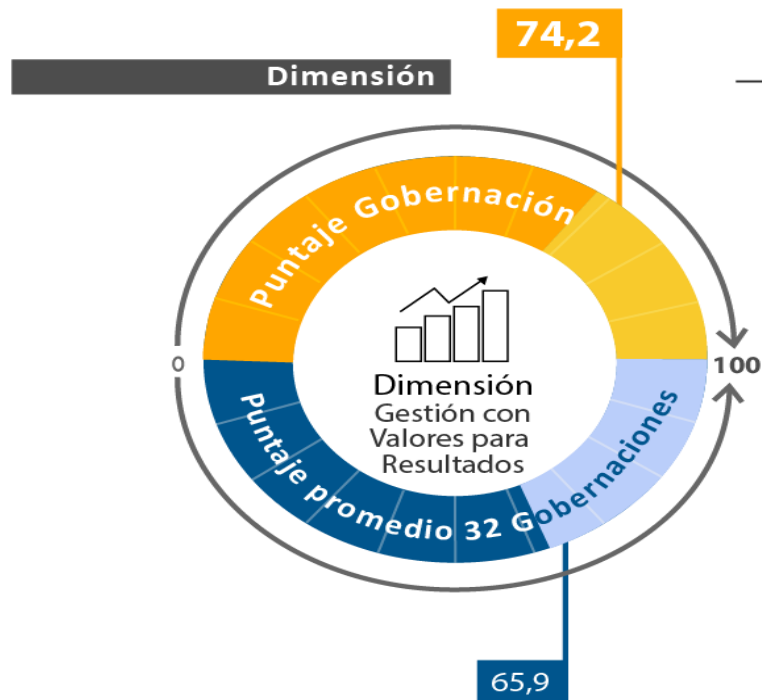 74,2
Dimensión
Puntaje Gobernación
0
100
Dimensión
Gestión con
Valores para
Resultados
Puntaje promedio 32 Gobernaciones
65,9